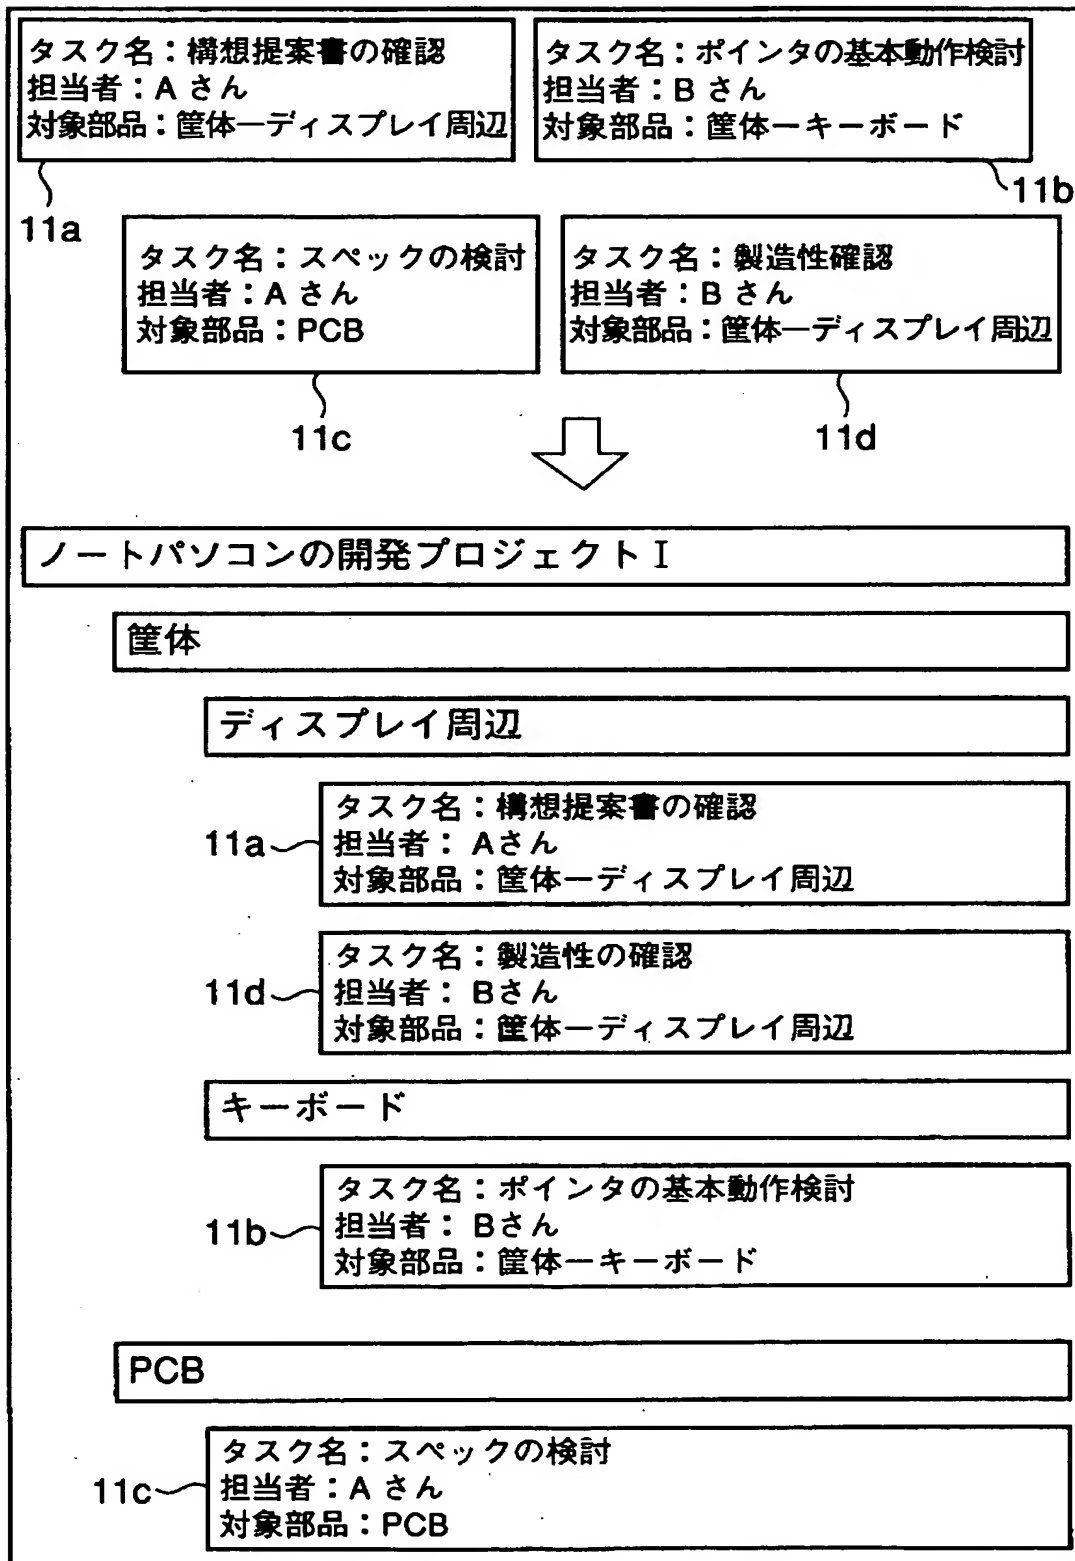 タスク名：構想提案書の確認
担当者：A さん
対象部品：筐体ーディスプレイ周辺
11a
タスク名：ポインタの基本動作検討
担当者：B さん
対象部品：筐体ーキーボード
11b
タスク名：スペックの検討
担当者：A さん
対象部品：PCB
11c
タスク名：製造性確認
担当者：B さん
対象部品：筐体ーディスプレイ周辺
11d
ノートパソコンの開発プロジェクトⅠ
筐体
ディスプレイ周辺
11a
タスク名：構想提案書の確認
担当者： Aさん
対象部品：筐体ーディスプレイ周辺
11d
タスク名：製造性の確認
担当者： Bさん
対象部品：筐体ーディスプレイ周辺
キーボード
11b
タスク名：ポインタの基本動作検討
担当者： Bさん
対象部品：筐体ーキーボード
PCB
11c
タスク名：スペックの検討
担当者：A さん
対象部品：PCB